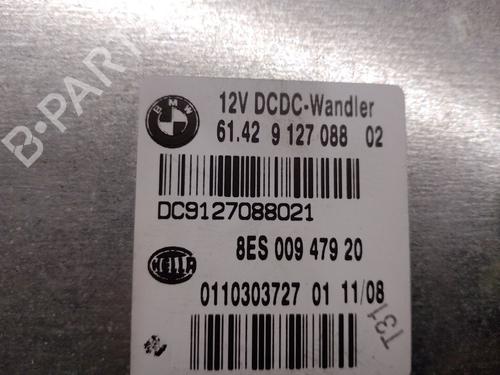 BMW
12V DCDC-Wandler
61.42 9 127 088 02
DC9127088021
8ES 009 479 20
HELLA
0110303727 01 11/08
T31